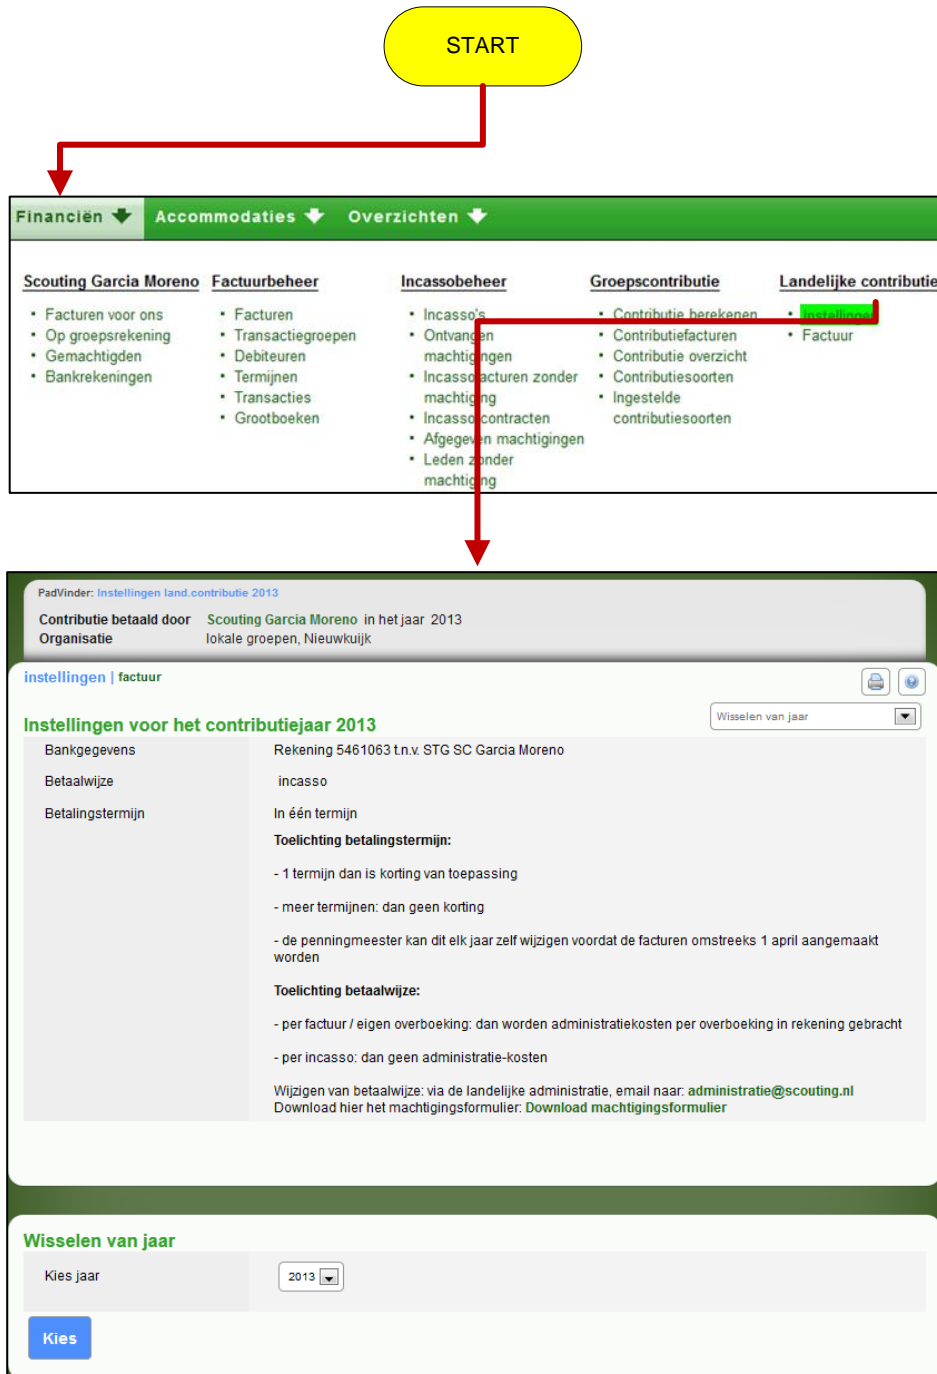 START
Financiën Accommodaties Overzichten
Scouting Garcia Moreno
• Facturen voor ons
• Op groepsrekening
• Gemachtigden
• Bankrekeningen
Factuurbeheer
• Facturen
• Transactiegroepen
• Debiteuren
• Termijnen
• Transacties
• Grootboeken
Incassobeheer
• Incasso's
• Ontvangen
machtigingen
• Incassofacturen zonder
machtiging
• Incasso contracten
• Afgegeven machtigingen
• Leden zonder
machtiging
Groepscontributie
• Contributie berekenen
• Contributiefacturen
• Contributie overzicht
• Contributiesoorten
• Ingestelde
contributiesoorten
Landelijke contributie
• Instellingen
• Factuur
PadVinder: Instellingen land.contributie 2013
Contributie betaald door Scouting Garcia Moreno in het jaar 2013
Organisatie lokale groepen, Nieuwkuijk
instellingen | factuur
Wisselen van jaar
Instellingen voor het contributiejaar 2013
Bankgegevens Rekening 5461063 t.n.v. STG SC Garcia Moreno
Betaalwijze incasso
Betalingstermijn In één termijn
Toelichting betalingstermijn:
- 1 termijn dan is korting van toepassing
- meer termijnen: dan geen korting
- de penningmeester kan dit elk jaar zelf wijzigen voordat de facturen omstreeks 1 april aangemaakt
worden
Toelichting betaalwijze:
- per factuur / eigen overboeking: dan worden administratiekosten per overboeking in rekening gebracht
- per incasso: dan geen administratie-kosten
Wijzigen van betaalwijze: via de landelijke administratie, email naar: administratie@scouting.nl
Download hier het machtigingsformulier: Download machtigingsformulier
Wisselen van jaar
Kies jaar 2013
Kies